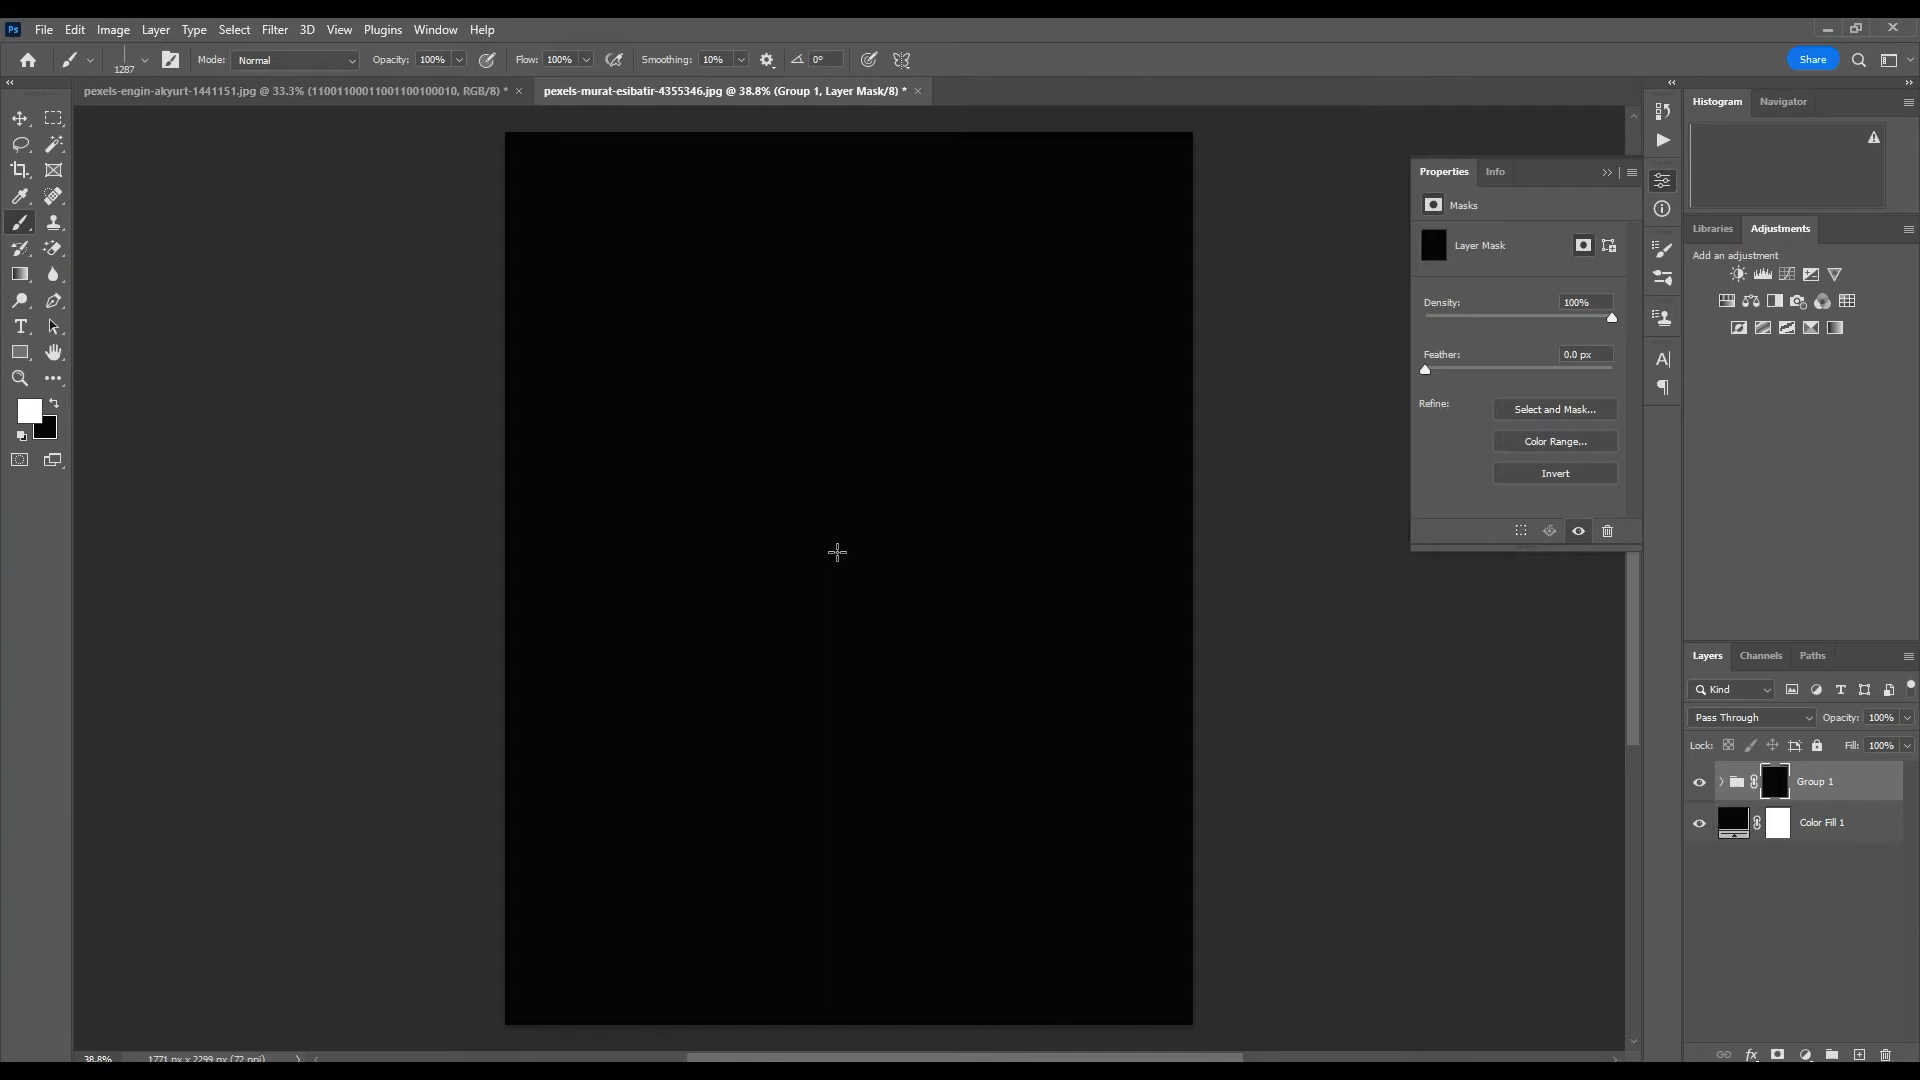 Ps File Edit Image Layer Type Select Filter 3D View Plugins Window Help
1287 Mode: Normal Opacity: 100% Flow: 100% Smoothing: 10% 0° Share
pexels-engin-akyurt-1441151.jpg @ 33.3% (1100110001100110010 0010, RGB/8) * × pexels-murat-esibatir-4355346.jpg @ 38.8% (Group 1, Layer Mask/8) * ×
Histogram Navigator
Properties Info
Masks
Layer Mask
Density: 100%
Feather: 0.0 px
Refine: Select and Mask...
Color Range...
Invert
Libraries Adjustments
Add an adjustment
Layers Channels Paths
Kind
Pass Through Opacity: 100%
Lock: Fill: 100%
Group 1
Color Fill 1
fx
38.8% 1771 px x 2299 px (72 ppi)